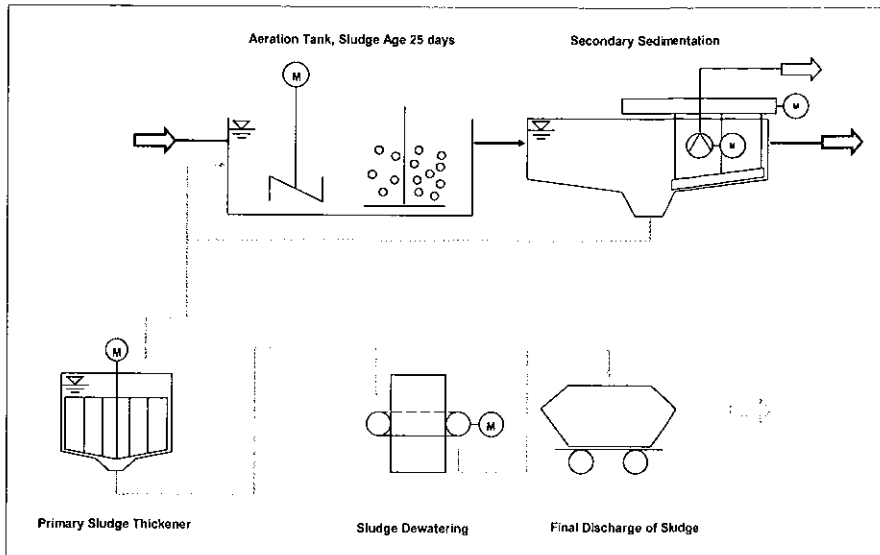 Aeration Tank, Sludge Age 25 days
Secondary Sedimentation
M
M
M
M
M
Primary Sludge Thickener
Sludge Dewatering
Final Discharge of Sludge